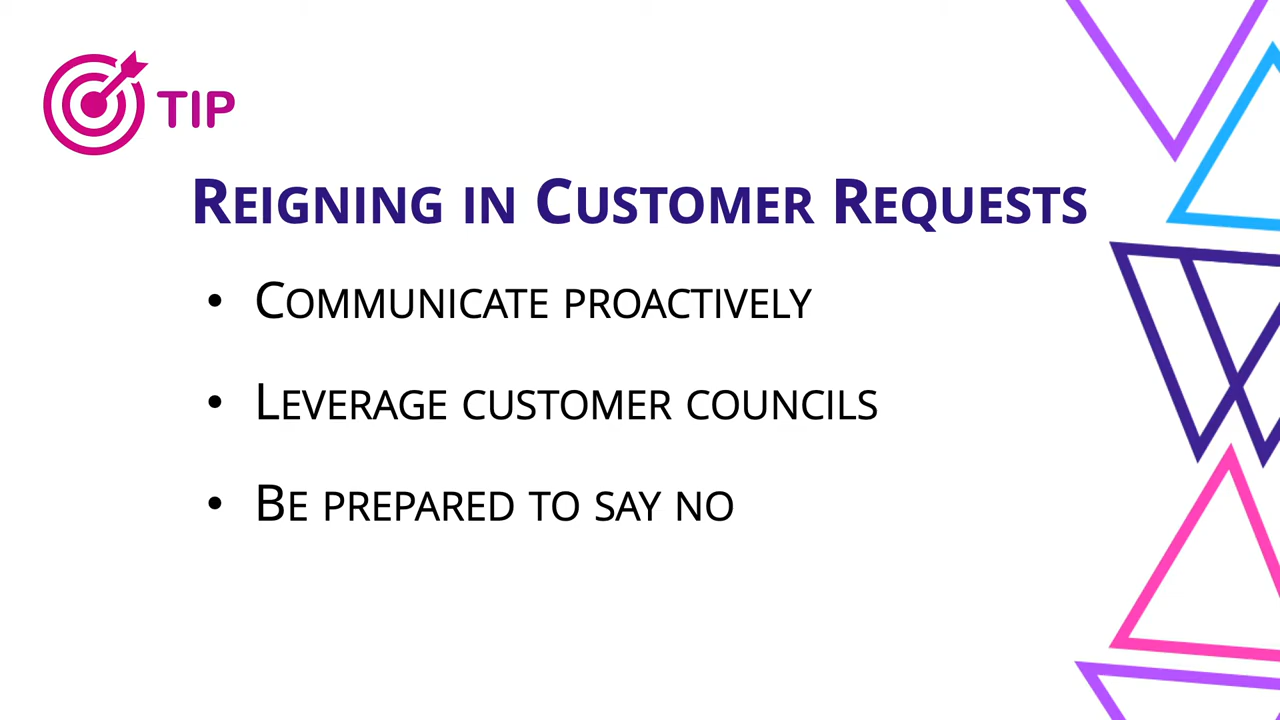 TIP
REIGNING IN CUSTOMER REQUESTS
• COMMUNICATE PROACTIVELY
• LEVERAGE CUSTOMER COUNCILS
• BE PREPARED TO SAY NO